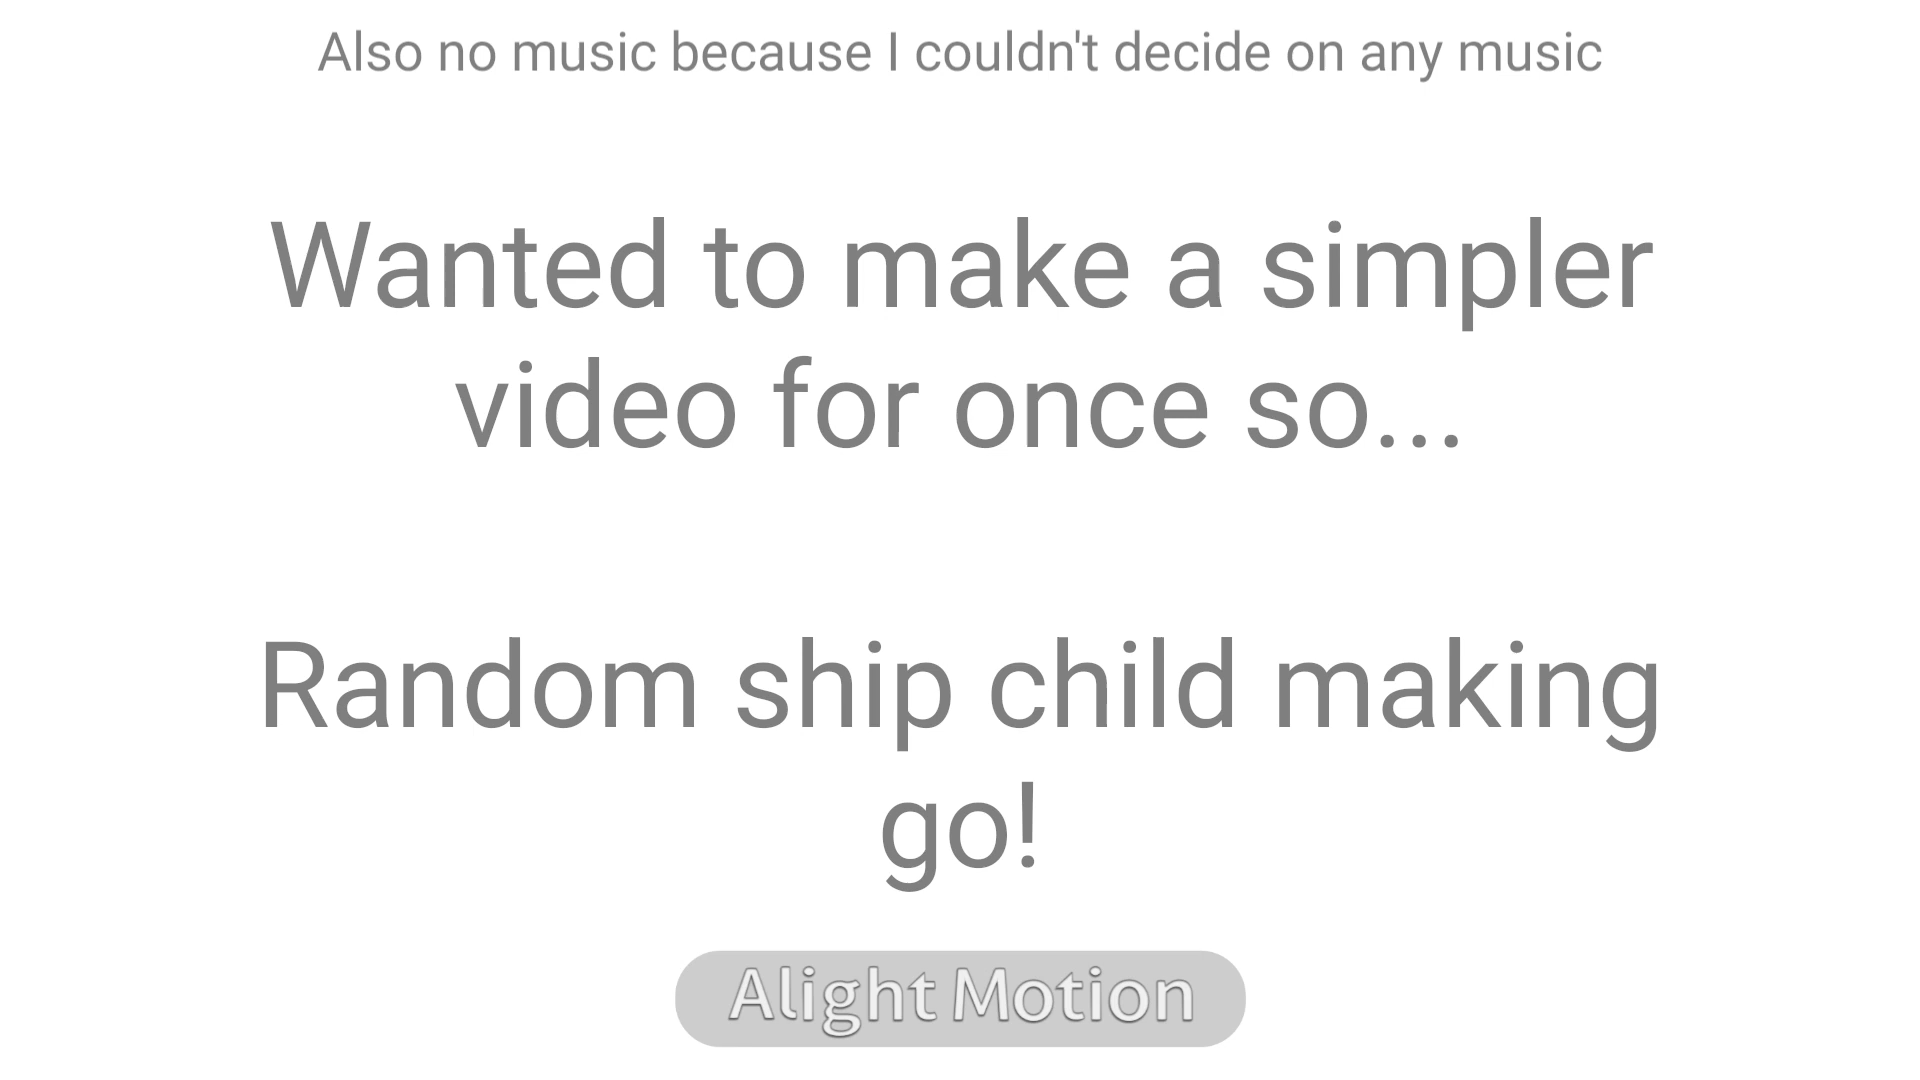 Also no music because I couldn't decide on any music
Wanted to make a simpler
video for once so...
Random ship child making
go!
Alight Motion